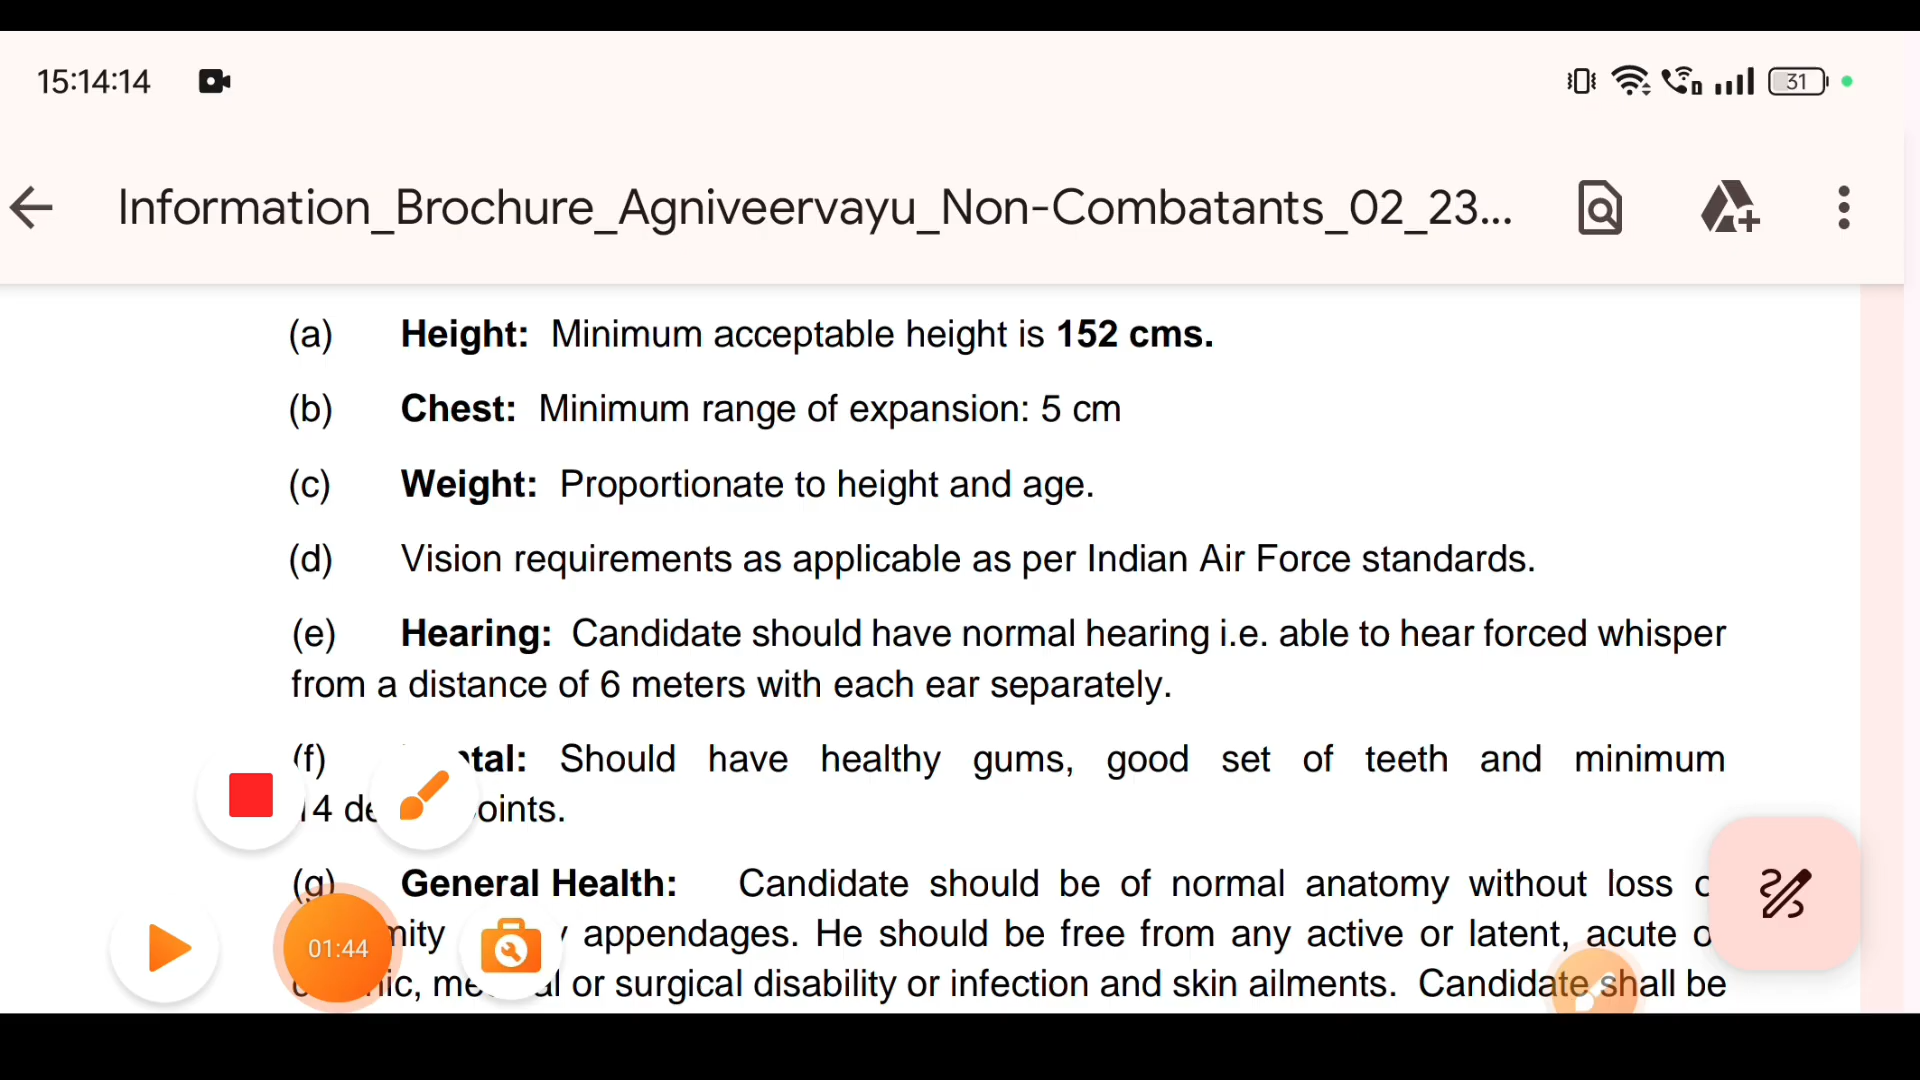 15:14:14
31
Information_Brochure_Agniveervayu_Non-Combatants_02_23...
(a) Height: Minimum acceptable height is 152 cms.
(b) Chest: Minimum range of expansion: 5 cm
(c) Weight: Proportionate to height and age.
(d) Vision requirements as applicable as per Indian Air Force standards.
(e) Hearing: Candidate should have normal hearing i.e. able to hear forced whisper
from a distance of 6 meters with each ear separately.
(f) Should have healthy gums, good set of teeth and minimum
14
(g) General Health: Candidate should be of normal anatomy without loss
appendages. He should be free from any active or latent, acute
or surgical disability or infection and skin ailments. Candidate shall be
01:44